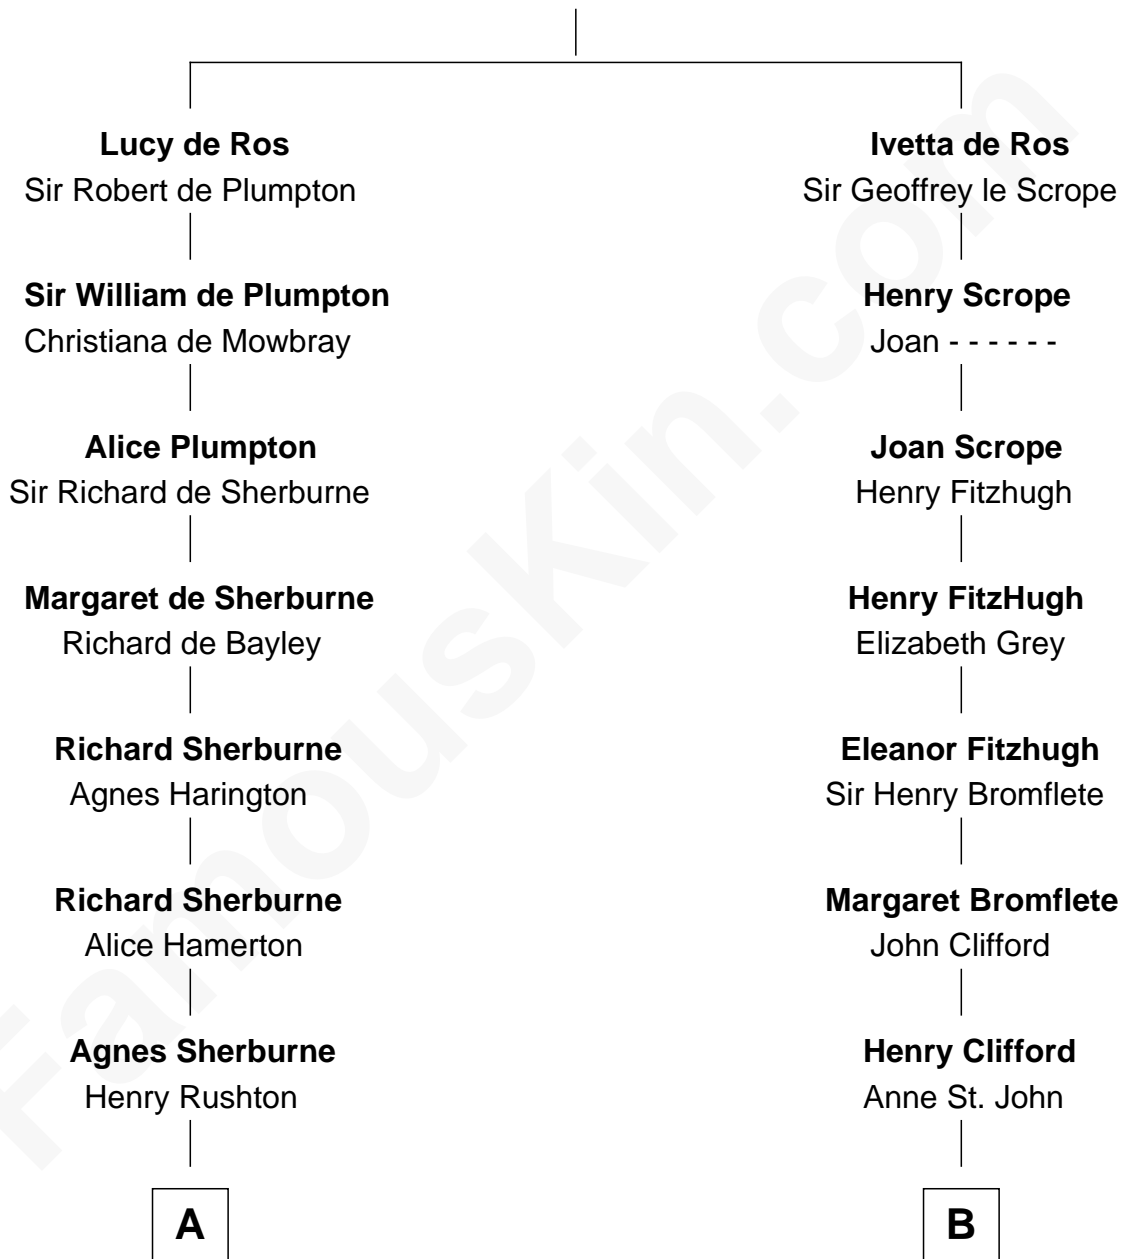 Lucy de Ros
Sir Robert de Plumpton
Sir William de Plumpton
Christiana de Mowbray
Alice Plumpton
Sir Richard de Sherburne
Margaret de Sherburne
Richard de Bayley
Richard Sherburne
Agnes Harington
Richard Sherburne
Alice Hamerton
Agnes Sherburne
Henry Rushton
A
Ivetta de Ros
Sir Geoffrey le Scrope
Henry Scrope
Joan - - - - - -
Joan Scrope
Henry Fitzhugh
Henry FitzHugh
Elizabeth Grey
Eleanor Fitzhugh
Sir Henry Bromflete
Margaret Bromflete
John Clifford
Henry Clifford
Anne St. John
B
FamousKin.com